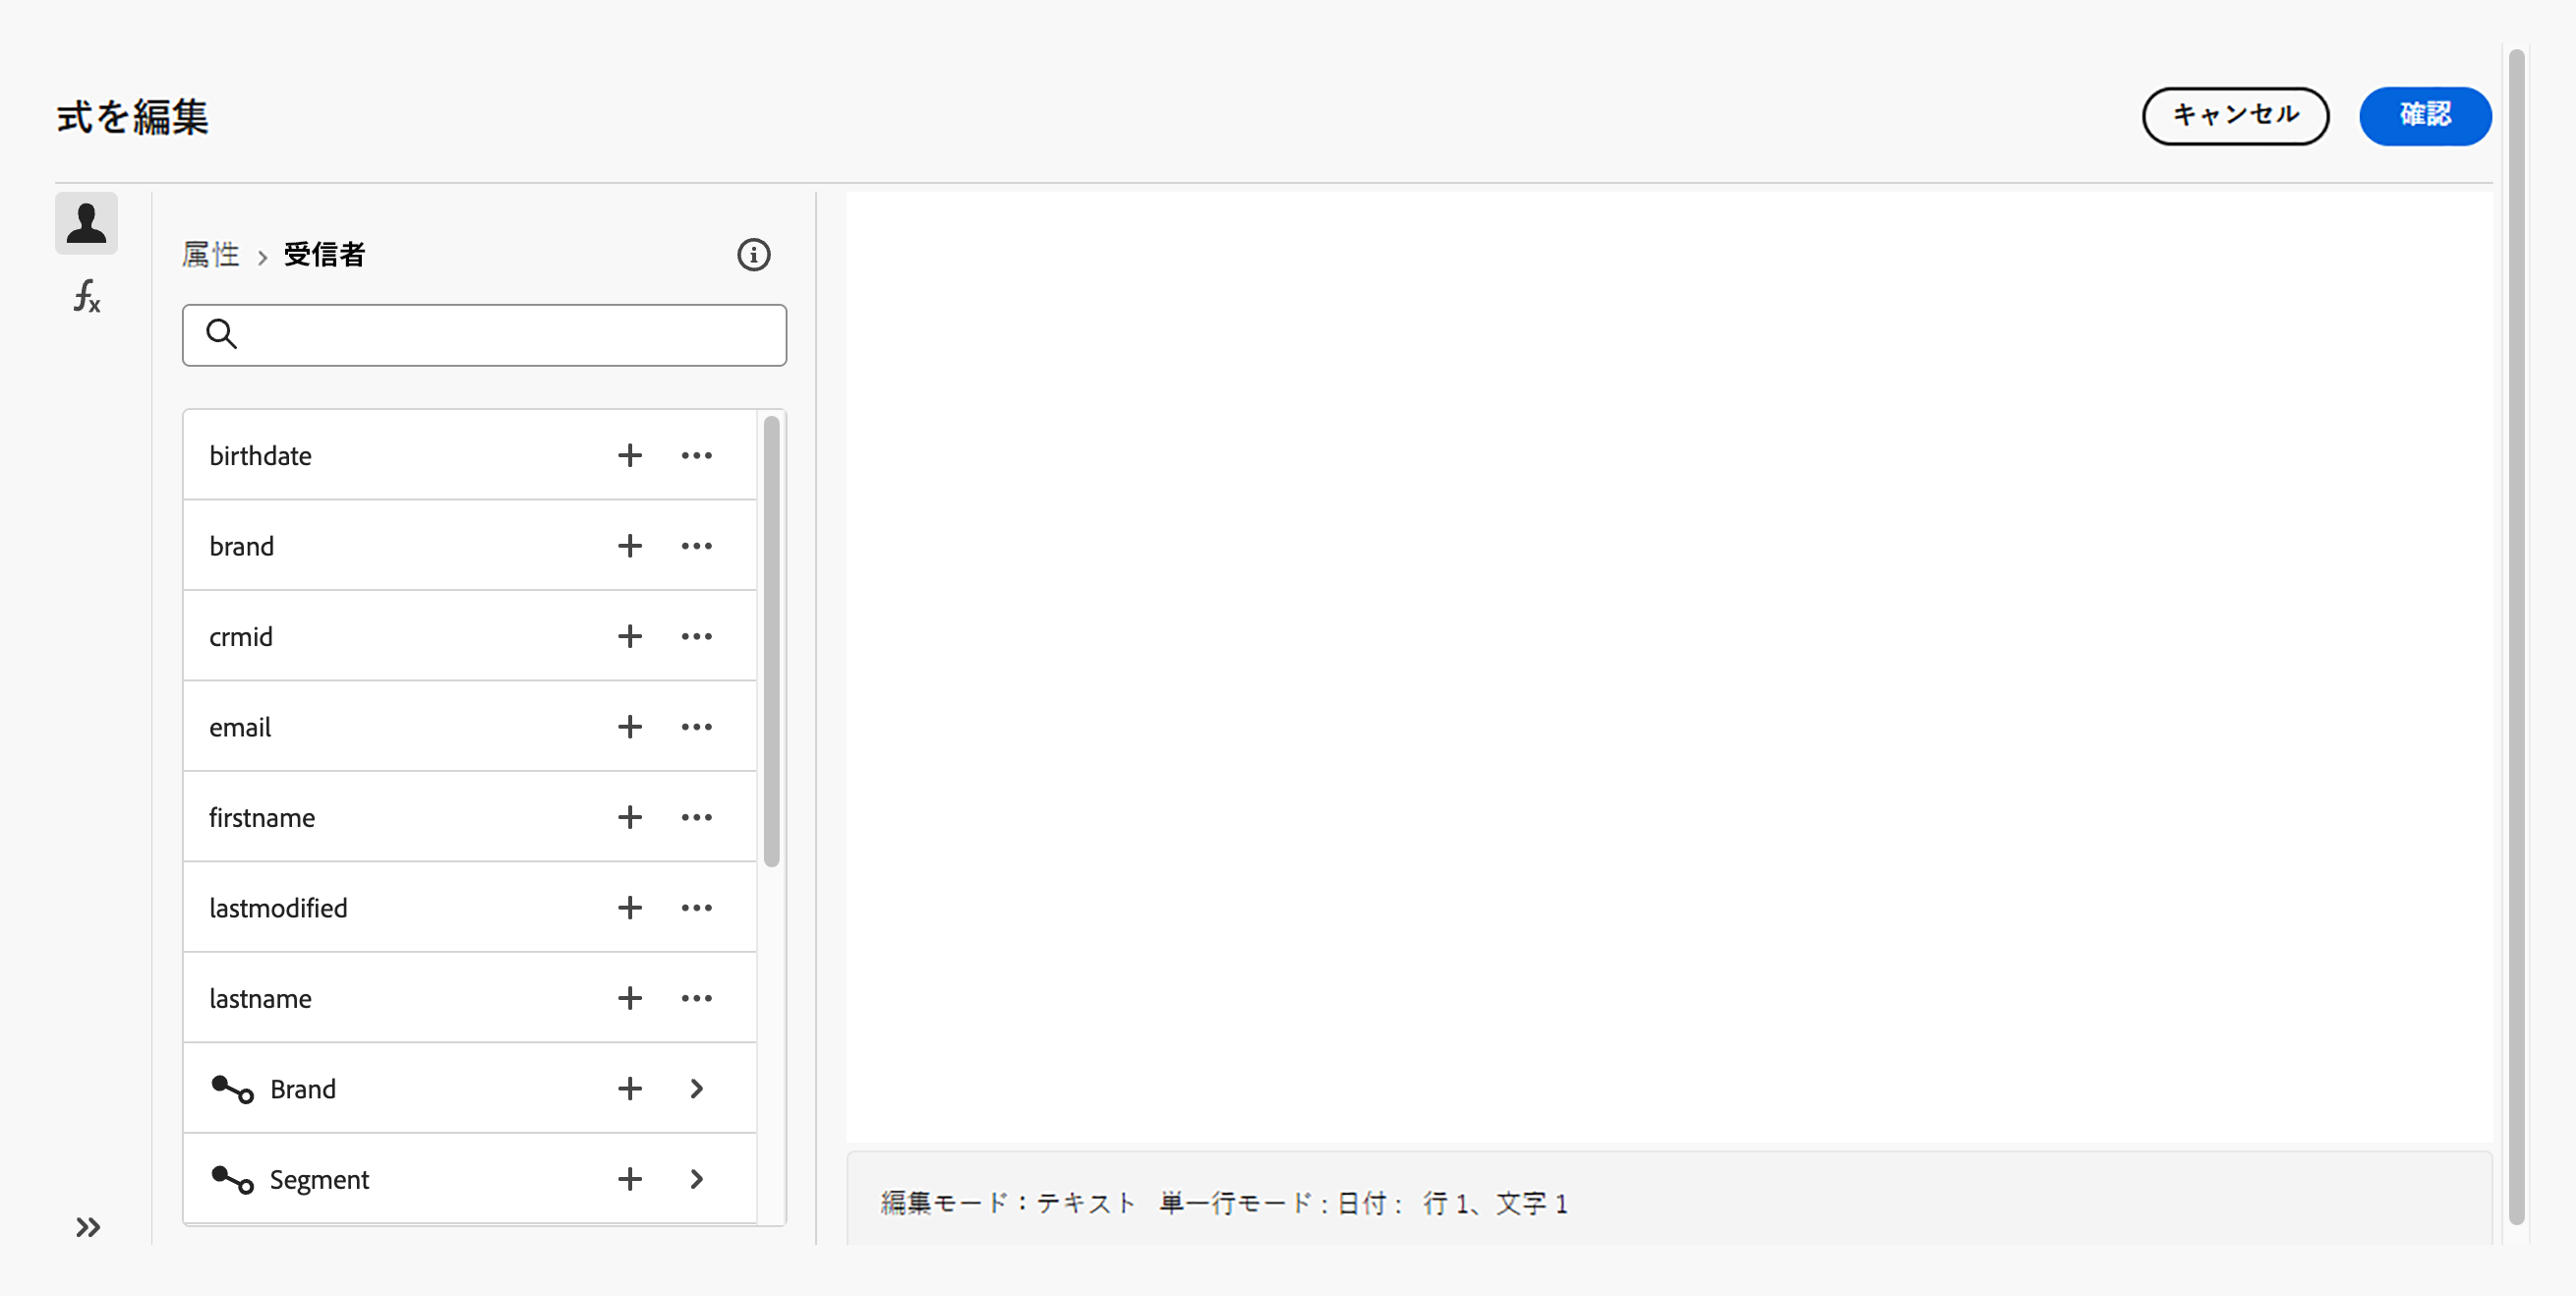 式を編集
キャンセル
確認
属性 › 受信者
fx
birthdate
brand
crmid
email
firstname
lastmodified
lastname
Brand
Segment
編集モード：テキスト 単一行モード : 日付 : 行 1、文字 1